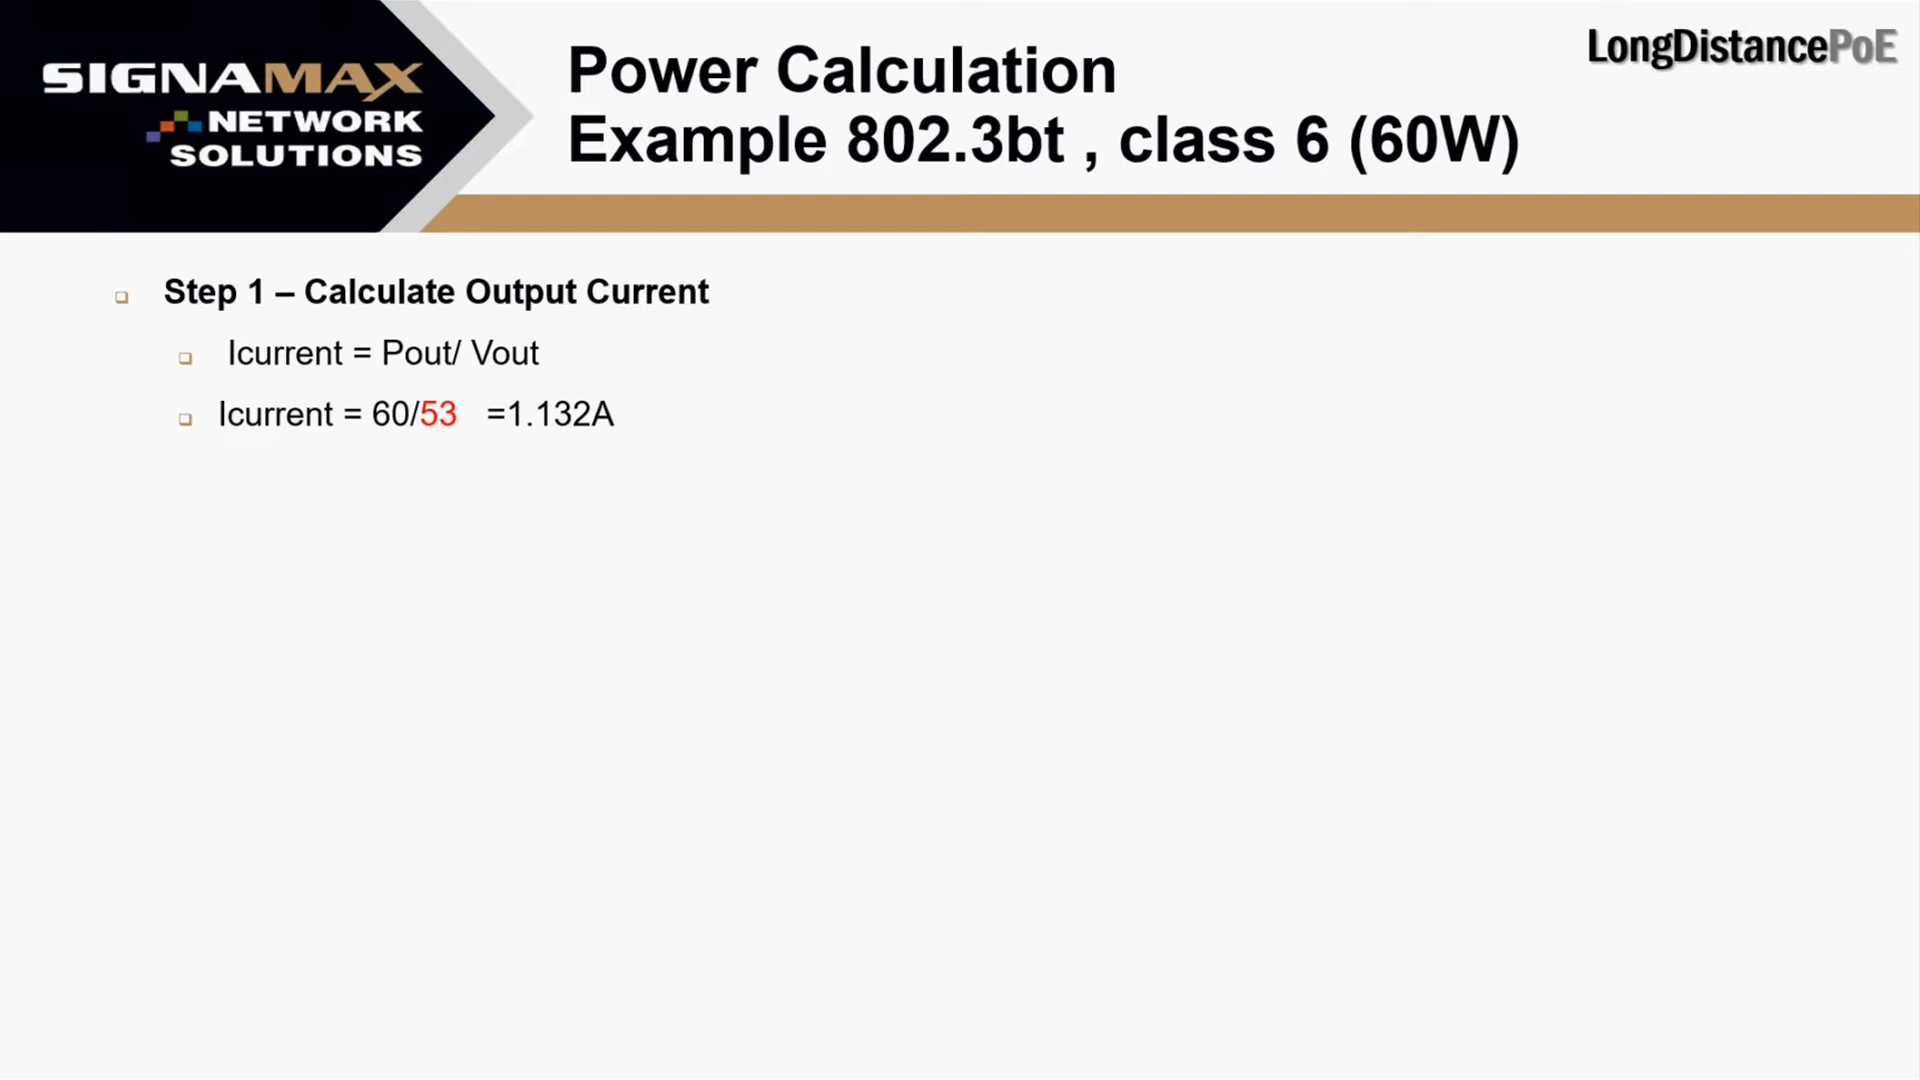 SIGNAMAX
NETWORK
SOLUTIONS
Power Calculation
Example 802.3bt , class 6 (60W)
LongDistancePoE
Step 1 – Calculate Output Current
Icurrent = Pout/ Vout
Icurrent = 60/53 =1.132A